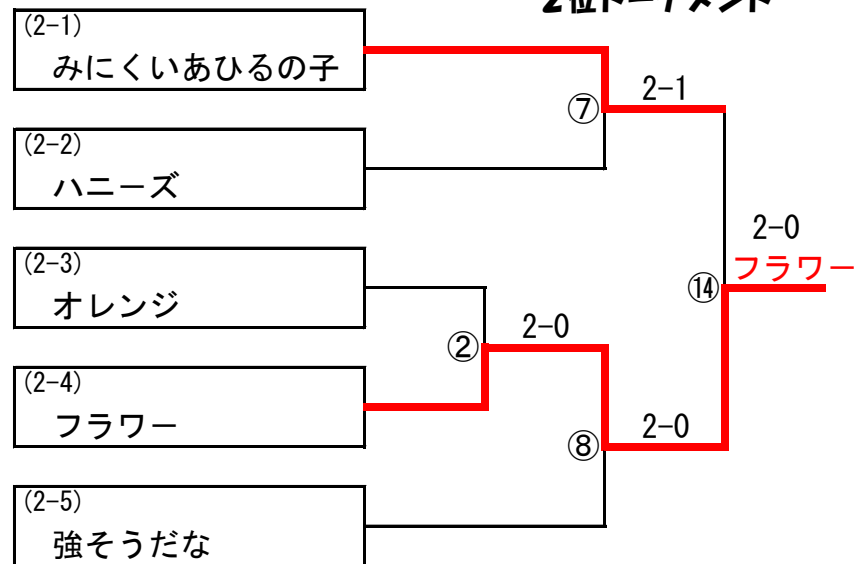 2位トーナメント
(2-1)
みにくいあひるの子
⑦
2-1
(2-2)
ハニーズ
2-0
フラワー
⑭
(2-3)
オレンジ
②
2-0
(2-4)
フラワー
⑧
2-0
(2-5)
強そうだな